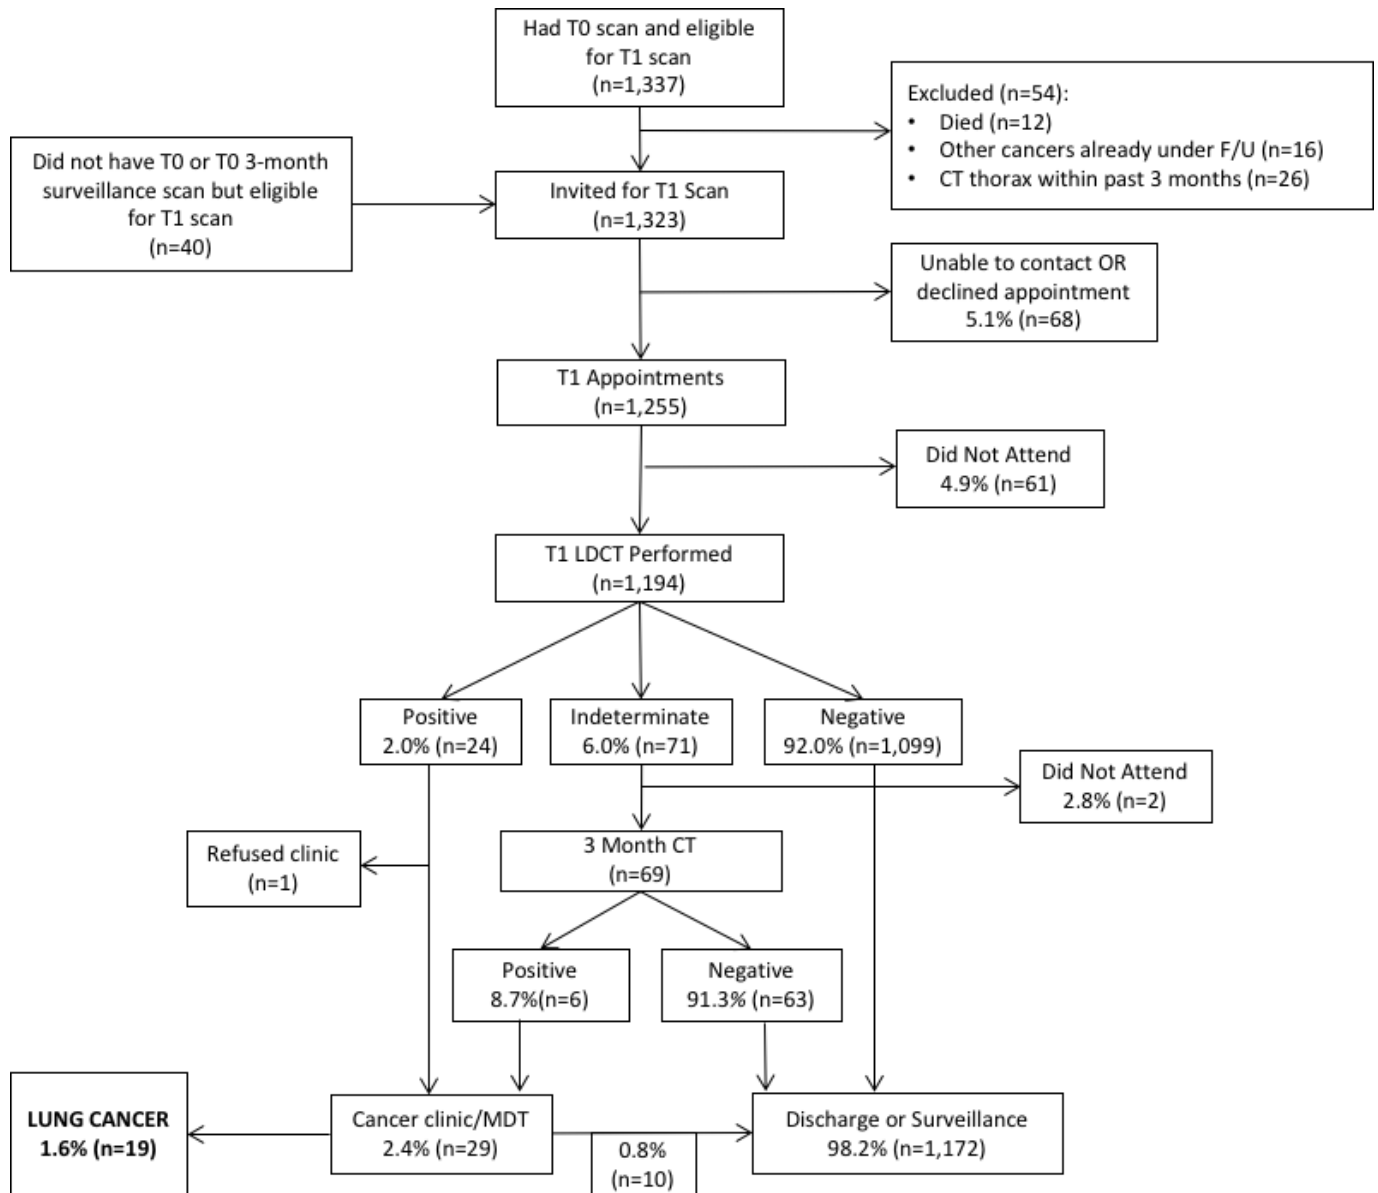 Had T0 scan and eligible
for T1 scan
(n=1,337)
Excluded (n=54):
• Died (n=12)
• Other cancers already under F/U (n=16)
• CT thorax within past 3 months (n=26)
Did not have T0 or T0 3-month
surveillance scan but eligible
for T1 scan
(n=40)
Invited for T1 Scan
(n=1,323)
Unable to contact OR
declined appointment
5.1% (n=68)
T1 Appointments
(n=1,255)
Did Not Attend
4.9% (n=61)
T1 LDCT Performed
(n=1,194)
Positive
2.0% (n=24)
Indeterminate
6.0% (n=71)
Negative
92.0% (n=1,099)
Did Not Attend
2.8% (n=2)
Refused clinic
(n=1)
3 Month CT
(n=69)
Positive
8.7%(n=6)
Negative
91.3% (n=63)
LUNG CANCER
1.6% (n=19)
Cancer clinic/MDT
2.4% (n=29)
0.8%
(n=10)
Discharge or Surveillance
98.2% (n=1,172)